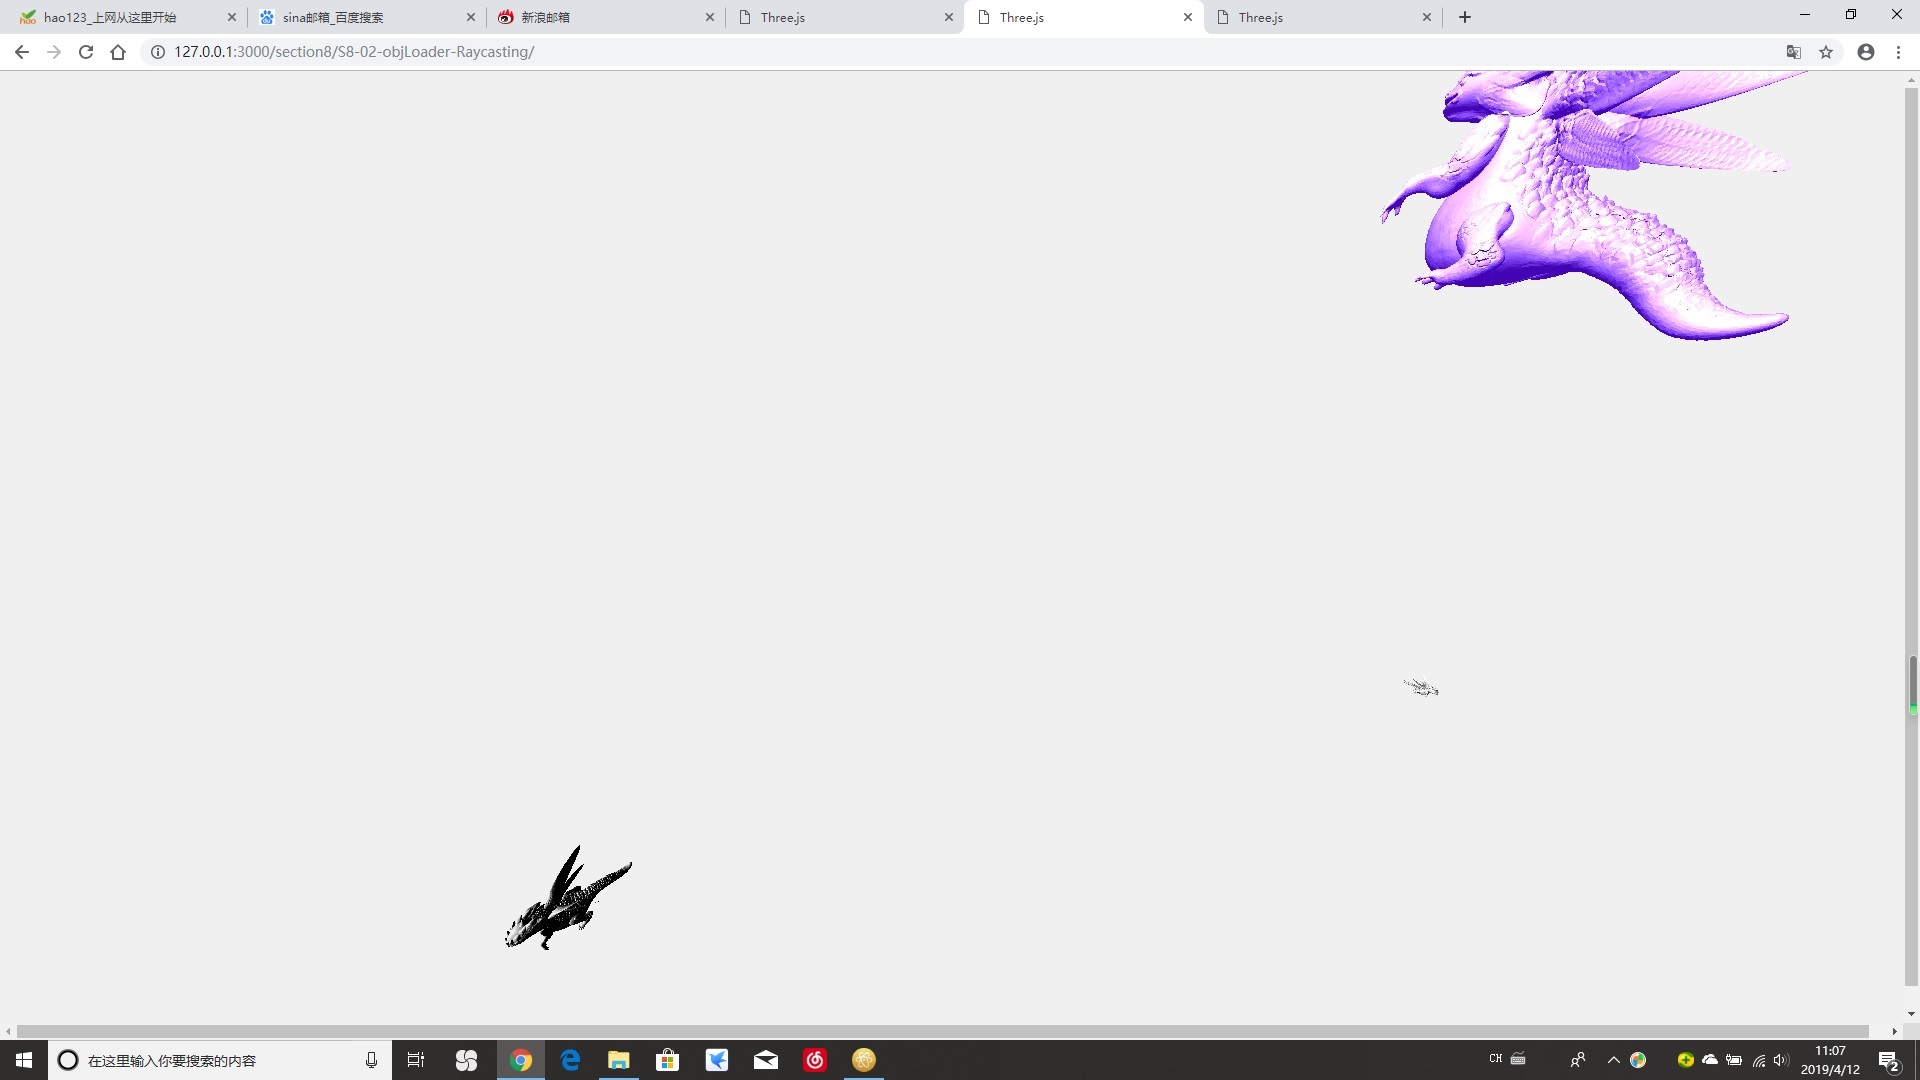 hao123_上网从这里开始
sina邮箱_百度搜索
新浪邮箱
Three.js
Three.js
Three.js
127.0.0.1:3000/section8/S8-02-objLoader-Raycasting/
在这里输入你要搜索的内容
CH
11:07
2019/4/12
2